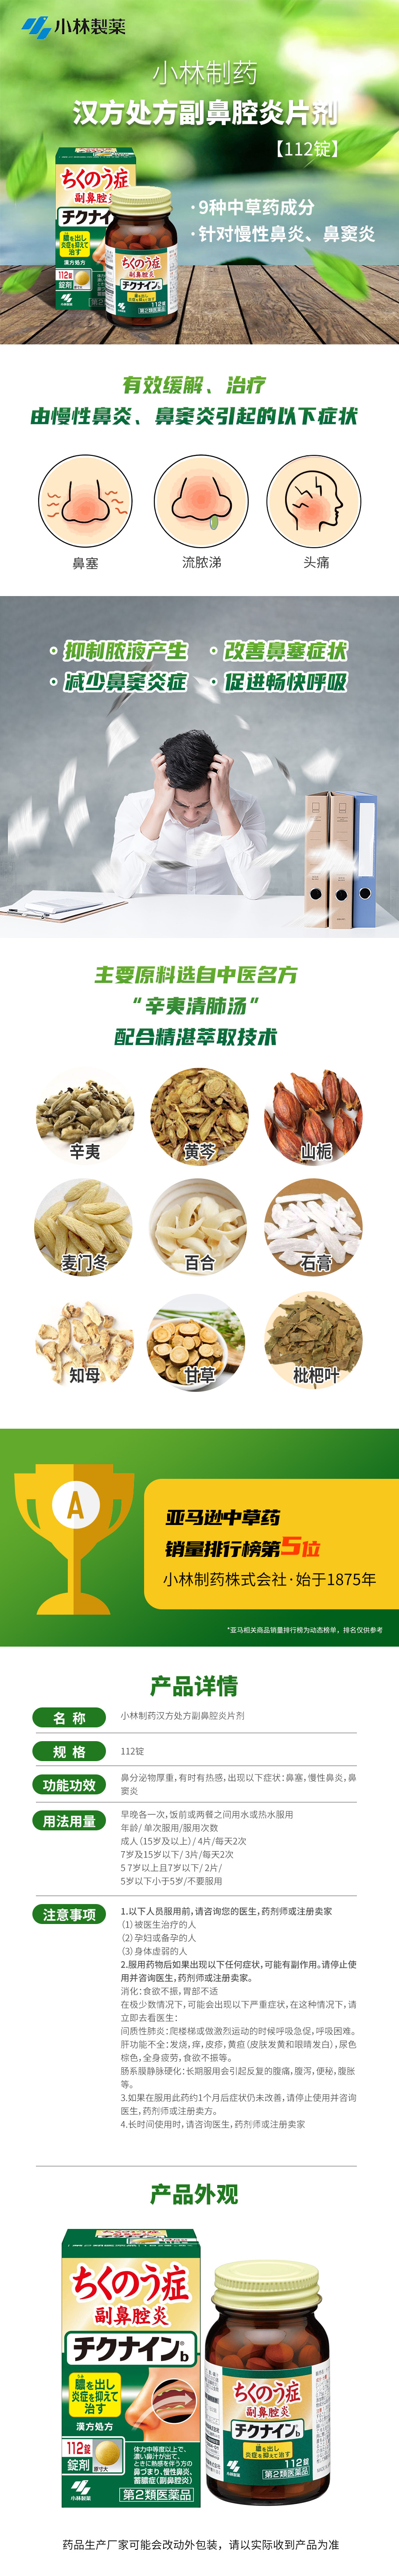 小林製薬
小林制药
汉方处方副鼻腔炎片剂
【112锭】
·9种中草药成分
·针对慢性鼻炎、鼻窦炎
ちくのう症
副鼻腔炎
チクナイン
膿を出し
炎症を抑えて
治す
漢方処方
112錠
錠剤
小林製薬
ちくのう症
副鼻腔炎
チクナインb
膿を出し
炎症を抑えて治す
112錠
第2類医薬品
有效缓解、治疗
由慢性鼻炎、鼻窦炎引起的以下症状
鼻塞
流脓涕
头痛
·抑制脓液产生
·改善鼻塞症状
·减少鼻窦炎症
·促进畅快呼吸
主要原料选自中医名方
“辛夷清肺汤”
配合精湛萃取技术
辛夷
黄芩
山栀
麦门冬
百合
石膏
知母
甘草
枇杷叶
A
亚马逊中草药
销量排行榜第5位
小林制药株式会社·始于1875年
*亚马相关商品销量排行榜为动态榜单，排名仅供参考
产品详情
名 称
小林制药汉方处方副鼻腔炎片剂
规 格
112锭
功能功效
鼻分泌物厚重，有时有热感，出现以下症状：鼻塞，慢性鼻炎，鼻
窦炎
用法用量
早晚各一次，饭前或两餐之间用水或热水服用
年龄/ 单次服用/服用次数
成人（15岁及以上）/ 4片/每天2次
7岁及15岁以下/ 3片/每天2次
5 7岁以上且7岁以下/ 2片/
5岁以下小于5岁/不要服用
注意事项
1.以下人员服用前，请咨询您的医生，药剂师或注册卖家
（1）被医生治疗的人
（2）孕妇或备孕的人
（3）身体虚弱的人
2.服用药物后如果出现以下任何症状，可能有副作用。请停止使
用并咨询医生，药剂师或注册卖家。
消化：食欲不振，胃部不适
在极少数情况下，可能会出现以下严重症状，在这种情况下，请
立即去看医生：
间质性肺炎：爬楼梯或做激烈运动的时候呼吸急促，呼吸困难。
肝功能不全：发烧，痒，皮疹，黄疸（皮肤发黄和眼睛发白），尿色
棕色，全身疲劳，食欲不振等。
肠系膜静脉硬化：长期服用会引起反复的腹痛，腹泻，便秘，腹胀
等。
3.如果在服用此药约1个月后症状仍未改善，请停止使用并咨询
医生，药剂师或注册卖方。
4.长时间使用时，请咨询医生，药剂师或注册卖家
产品外观
ちくのう症
副鼻腔炎
チクナインb
膿を出し
炎症を抑えて
治す
漢方処方
112錠
錠剤
原寸大
体力中等度以上で、
濃い鼻汁が出て、
ときに熱感を伴う方の
鼻づまり、慢性鼻炎、
蓄膿症（副鼻腔炎）
小林製薬
第2類医薬品
ちくのう症
副鼻腔炎
チクナインb
膿を出し
炎症を抑えて治す
112錠
第2類医薬品
药品生产厂家可能会改动外包装，请以实际收到产品为准